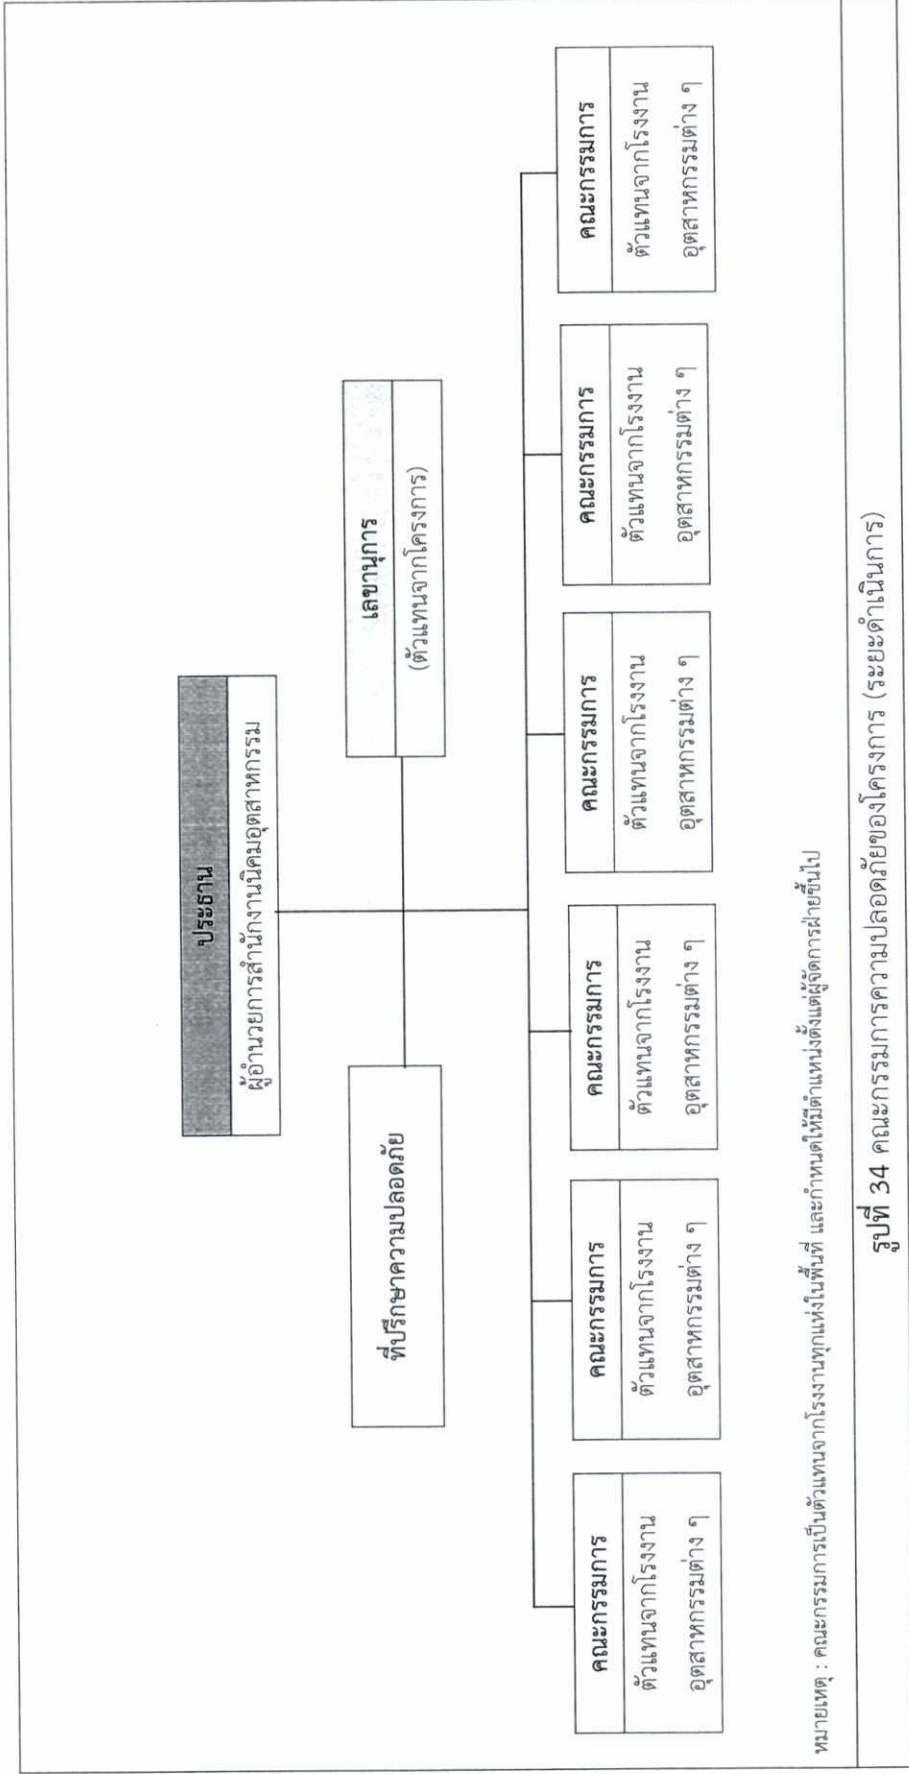 ประธาน
ผู้อำนวยการสำนักงานนิคมอุตสาหกรรม
ที่ปรึกษาความปลอดภัย
เลขานุการ
(ตัวแทนจากโครงการ)
คณะกรรมการ
ตัวแทนจากโรงงาน
อุตสาหกรรมต่าง ๆ
คณะกรรมการ
ตัวแทนจากโรงงาน
อุตสาหกรรมต่าง ๆ
คณะกรรมการ
ตัวแทนจากโรงงาน
อุตสาหกรรมต่าง ๆ
คณะกรรมการ
ตัวแทนจากโรงงาน
อุตสาหกรรมต่าง ๆ
คณะกรรมการ
ตัวแทนจากโรงงาน
อุตสาหกรรมต่าง ๆ
คณะกรรมการ
ตัวแทนจากโรงงาน
อุตสาหกรรมต่าง ๆ
หมายเหตุ : คณะกรรมการเป็นตัวแทนจากโรงงานทุกแห่งในพื้นที่ และกำหนดให้มีตำแหน่งตั้งแต่ผู้จัดการฝ่ายขึ้นไป
รูปที่ 34 คณะกรรมการความปลอดภัยของโครงการ (ระยะดำเนินการ)